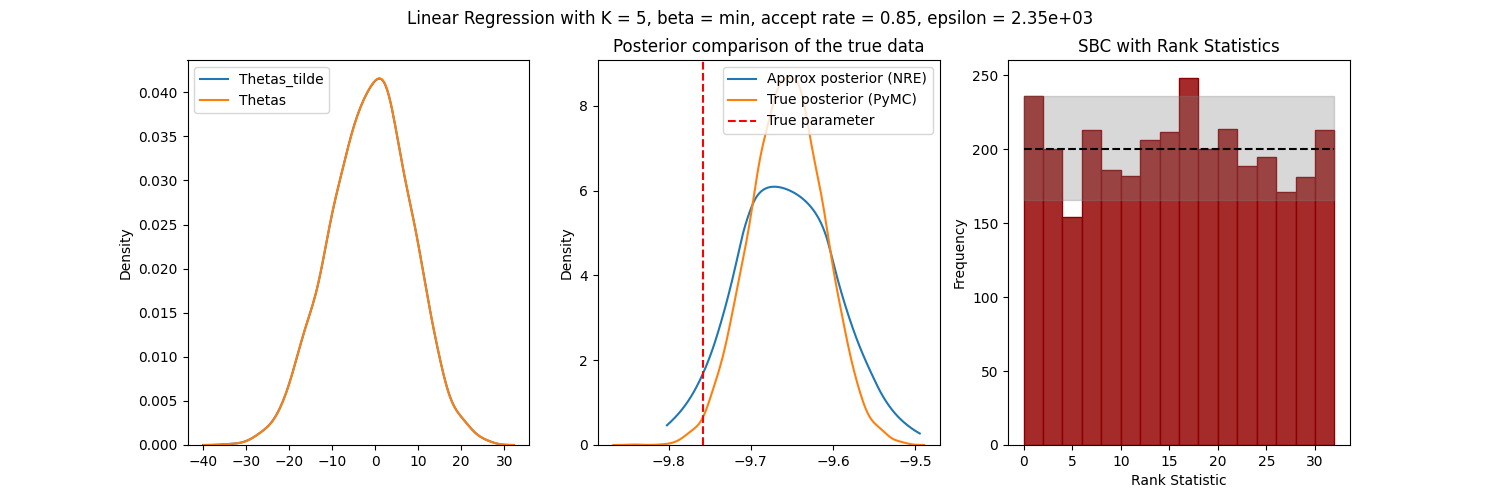 Linear Regression with K = 5, beta = min, accept rate = 0.85, epsilon = 2.35e+03
Thetas_tilde
Thetas
Density
0.040
0.035
0.030
0.025
0.020
0.015
0.010
0.005
0.000
−40 −30 −20 −10 0 10 20 30
Posterior comparison of the true data
Approx posterior (NRE)
True posterior (PyMC)
True parameter
Density
8
6
4
2
0
−9.8 −9.7 −9.6 −9.5
SBC with Rank Statistics
Frequency
250
200
150
100
50
0
0 5 10 15 20 25 30
Rank Statistic